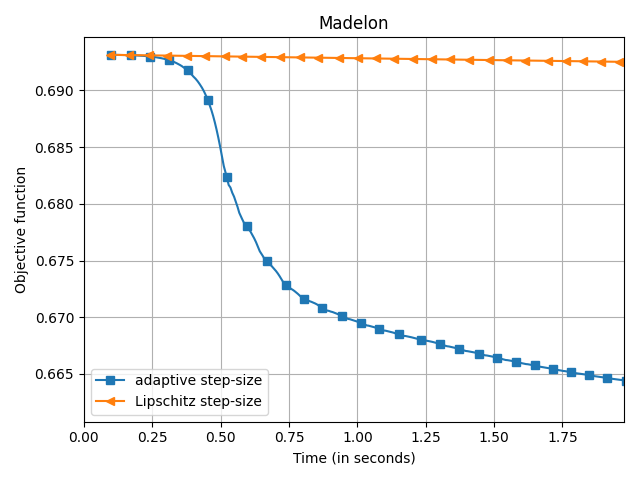 Madelon
Objective function
0.690
0.685
0.680
0.675
0.670
0.665
adaptive step-size
Lipschitz step-size
0.00 0.25 0.50 0.75 1.00 1.25 1.50 1.75
Time (in seconds)